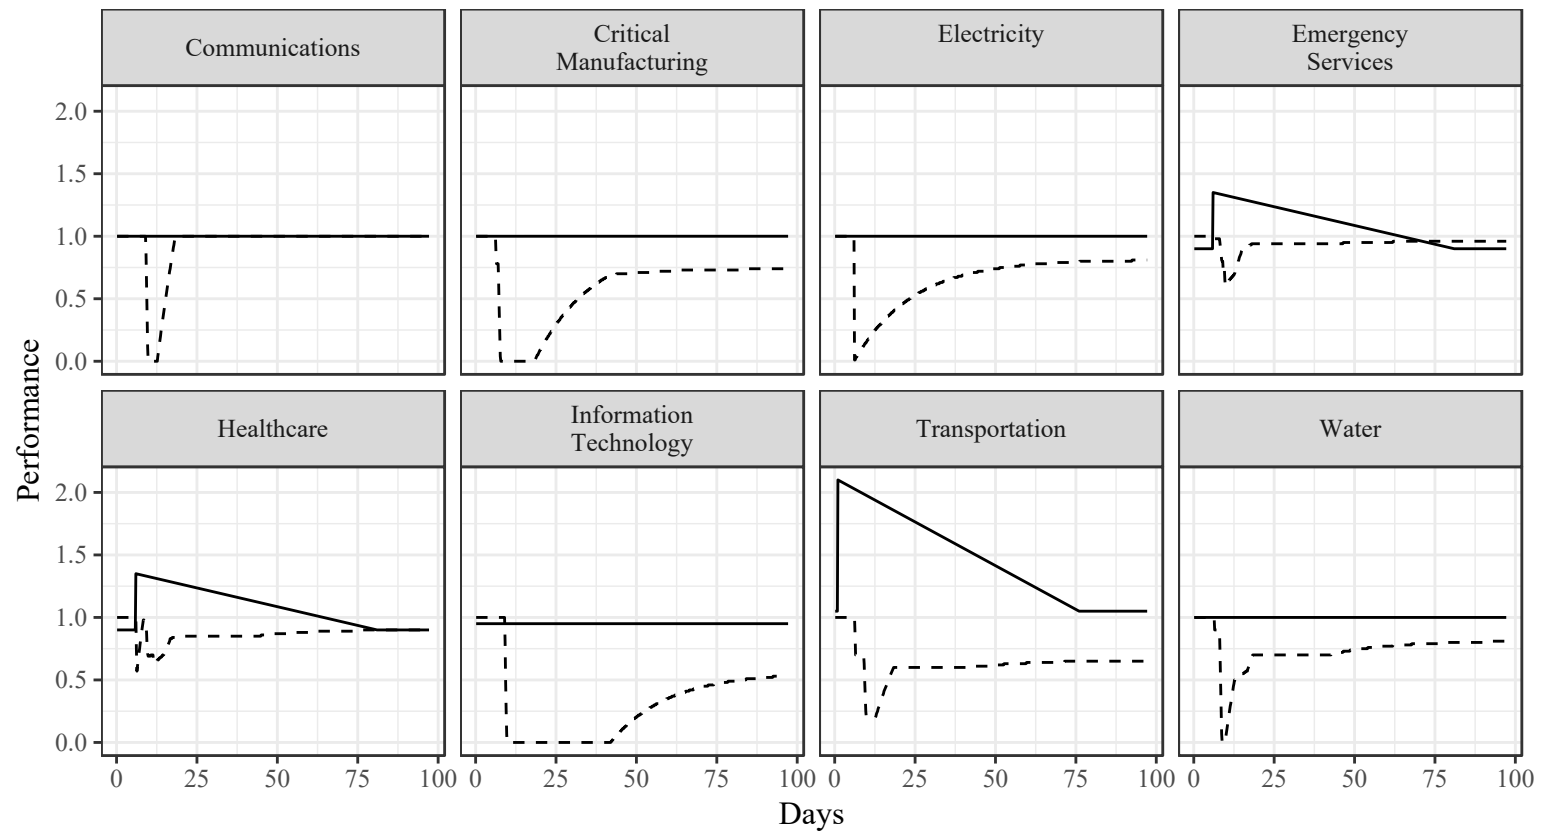 Communications
Critical
Manufacturing
Electricity
Emergency
Services
2.0
1.5
1.0
0.5
0.0
Healthcare
Information
Technology
Transportation
Water
2.0
1.5
1.0
0.5
0.0
0 25 50 75 100 0 25 50 75 100 0 25 50 75 100 0 25 50 75 100
Days
Performance